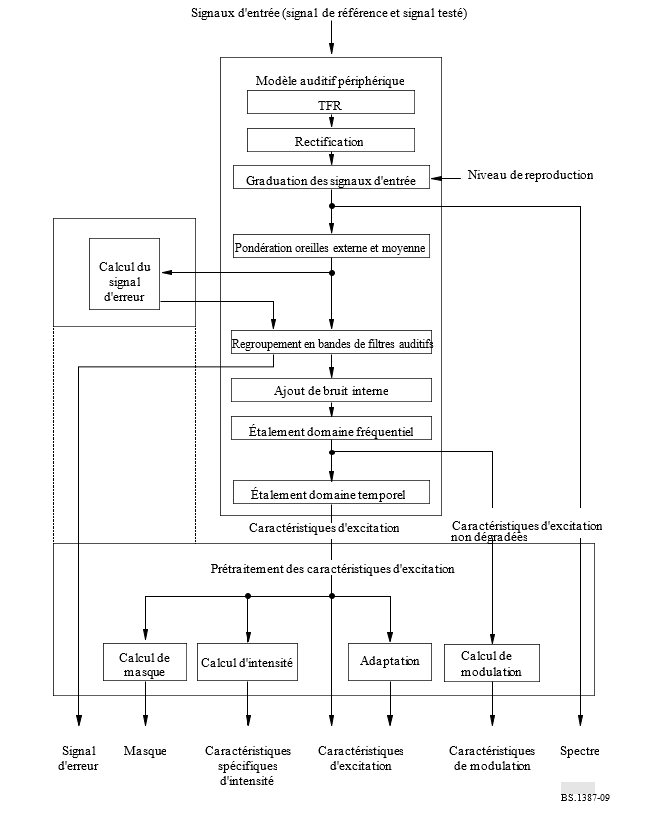 Signaux d'entrée (signal de référence et signal testé)
Modèle auditif périphérique
TFR
Rectification
Graduation des signaux d'entrée
Niveau de reproduction
Pondération oreilles externe et moyenne
Calcul du
signal
d'erreur
Regroupement en bandes de filtres auditifs
Ajout de bruit interne
Étalement domaine fréquentiel
Étalement domaine temporel
Caractéristiques d'excitation
Caractéristiques d'excitation
non dégradées
Prétraitement des caractéristiques d'excitation
Calcul de
masque
Calcul d'intensité
Adaptation
Calcul de
modulation
Signal
d'erreur
Masque
Caractéristiques
spécifiques
d'intensité
Caractéristiques
d'excitation
Caractéristiques
de modulation
Spectre
BS.1387-09